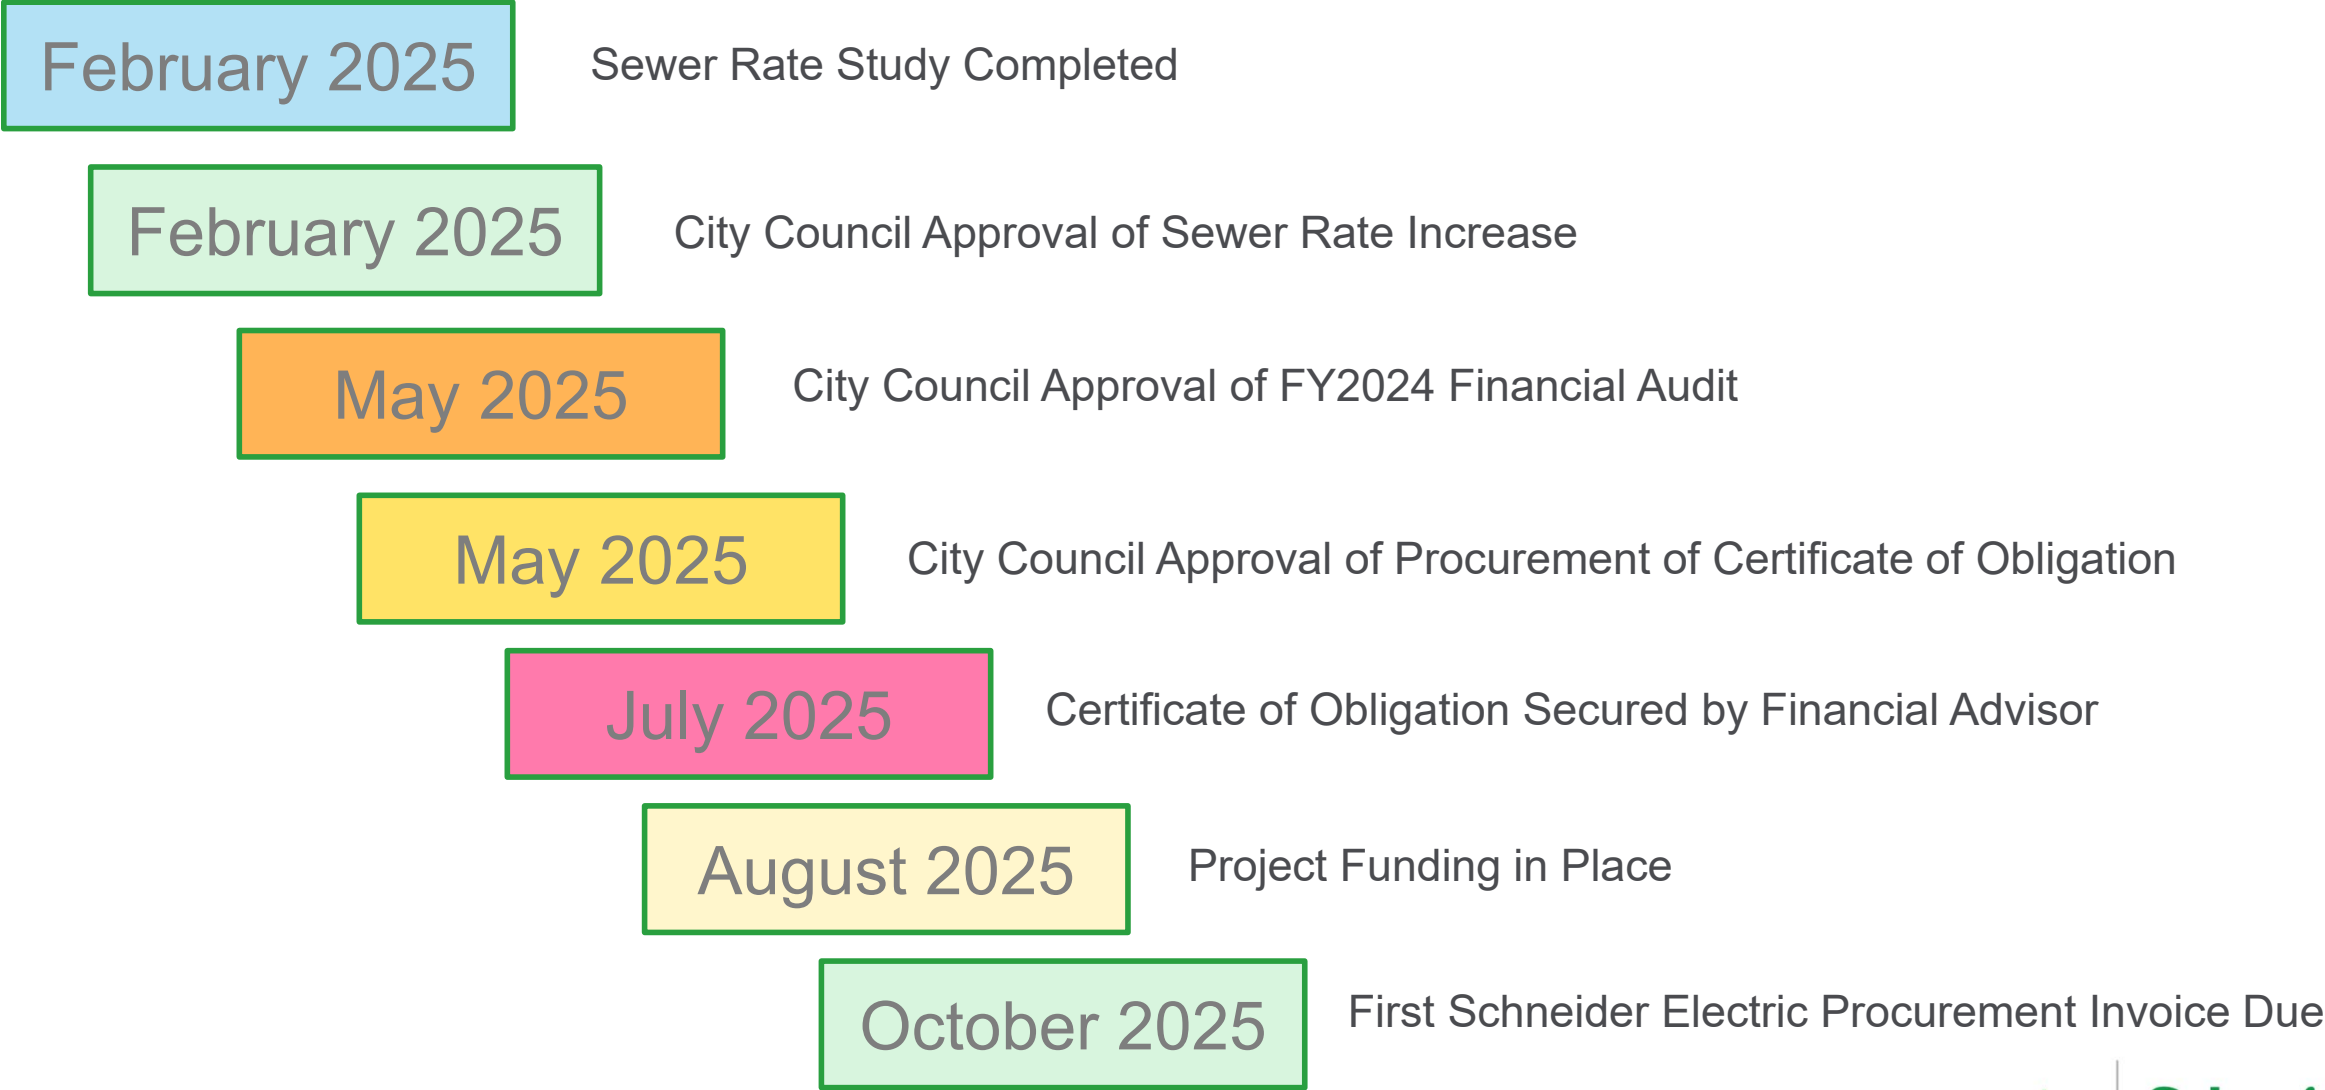 February 2025
Sewer Rate Study Completed
February 2025
City Council Approval of Sewer Rate Increase
May 2025
City Council Approval of FY2024 Financial Audit
May 2025
City Council Approval of Procurement of Certificate of Obligation
July 2025
Certificate of Obligation Secured by Financial Advisor
August 2025
Project Funding in Place
October 2025
First Schneider Electric Procurement Invoice Due